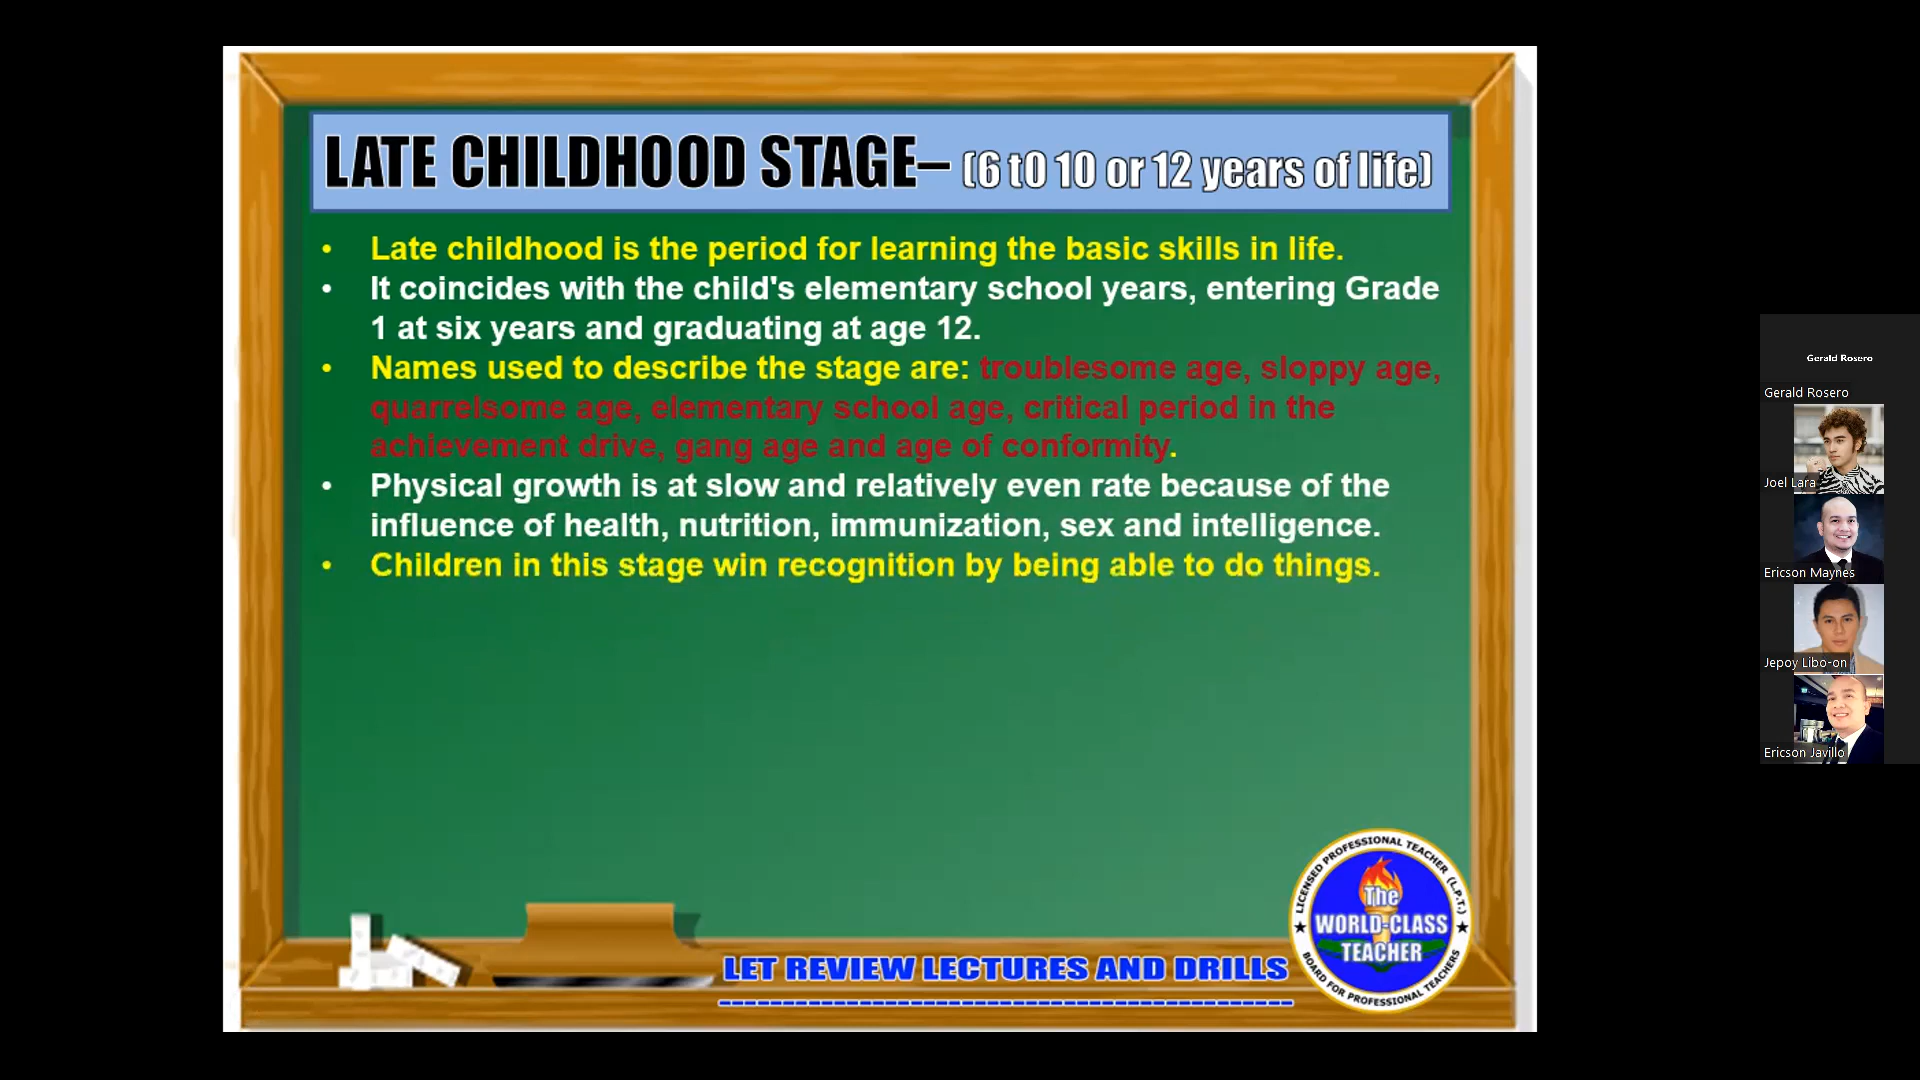 LATE CHILDHOOD STAGE– (6 t0 10 or 12 years of life)
• Late childhood is the period for learning the basic skills in life.
• It coincides with the child's elementary school years, entering Grade
1 at six years and graduating at age 12.
• Names used to describe the stage are: troublesome age, sloppy age,
quarrelsome age, elementary school age, critical period in the
achievement drive, gang age and age of conformity.
• Physical growth is at slow and relatively even rate because of the
influence of health, nutrition, immunization, sex and intelligence.
• Children in this stage win recognition by being able to do things.
LET REVIEW LECTURES AND DRILLS
LICENSED PROFESSIONAL TEACHER (L.P.T.)
The
WORLD-CLASS
TEACHER
BOARD FOR PROFESSIONAL TEACHERS
Gerald Rosero
Gerald Rosero
Joel Lara
Ericson Maynes
Jepoy Libo-on
Ericson Javillo